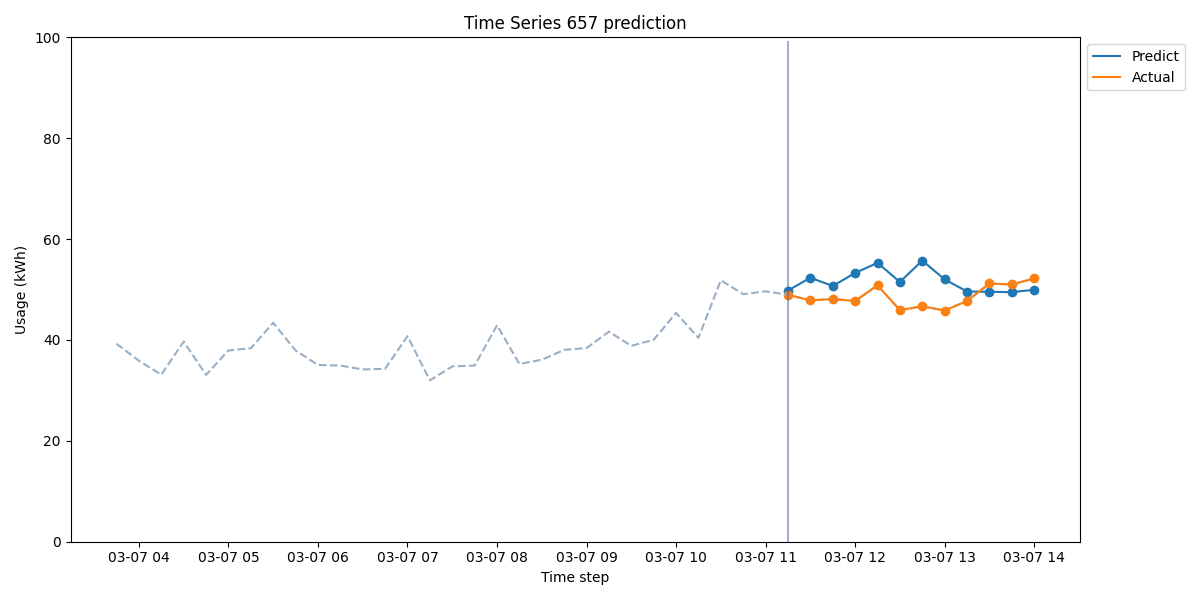 Time Series 657 prediction
Predict
Actual
100
80
60
40
20
0
Usage (kWh)
03-07 04 03-07 05 03-07 06 03-07 07 03-07 08 03-07 09 03-07 10 03-07 11 03-07 12 03-07 13 03-07 14
Time step